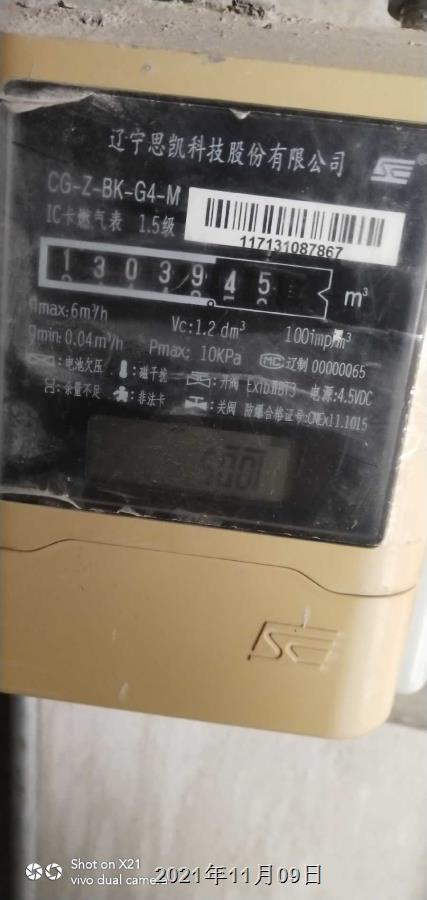 辽宁思凯科技股份有限公司
CG-Z-BK-G4-M
IC卡燃气表 1.5级
117131087867
1303945 m³
qmax:6m³/h
Vc:1.2 dm³ 100imp/m³
qmin:0.04m³/h Pmax: 10KPa MC 辽制 00000065
:电池欠压 :磁干扰 :开阀 ExibⅡBT3 电源:4.5VDC
:余量不足 :非法卡 :关阀 防爆合格证号:CNEx11.1015
Shot on X21
vivo dual camera
2021年11月09日